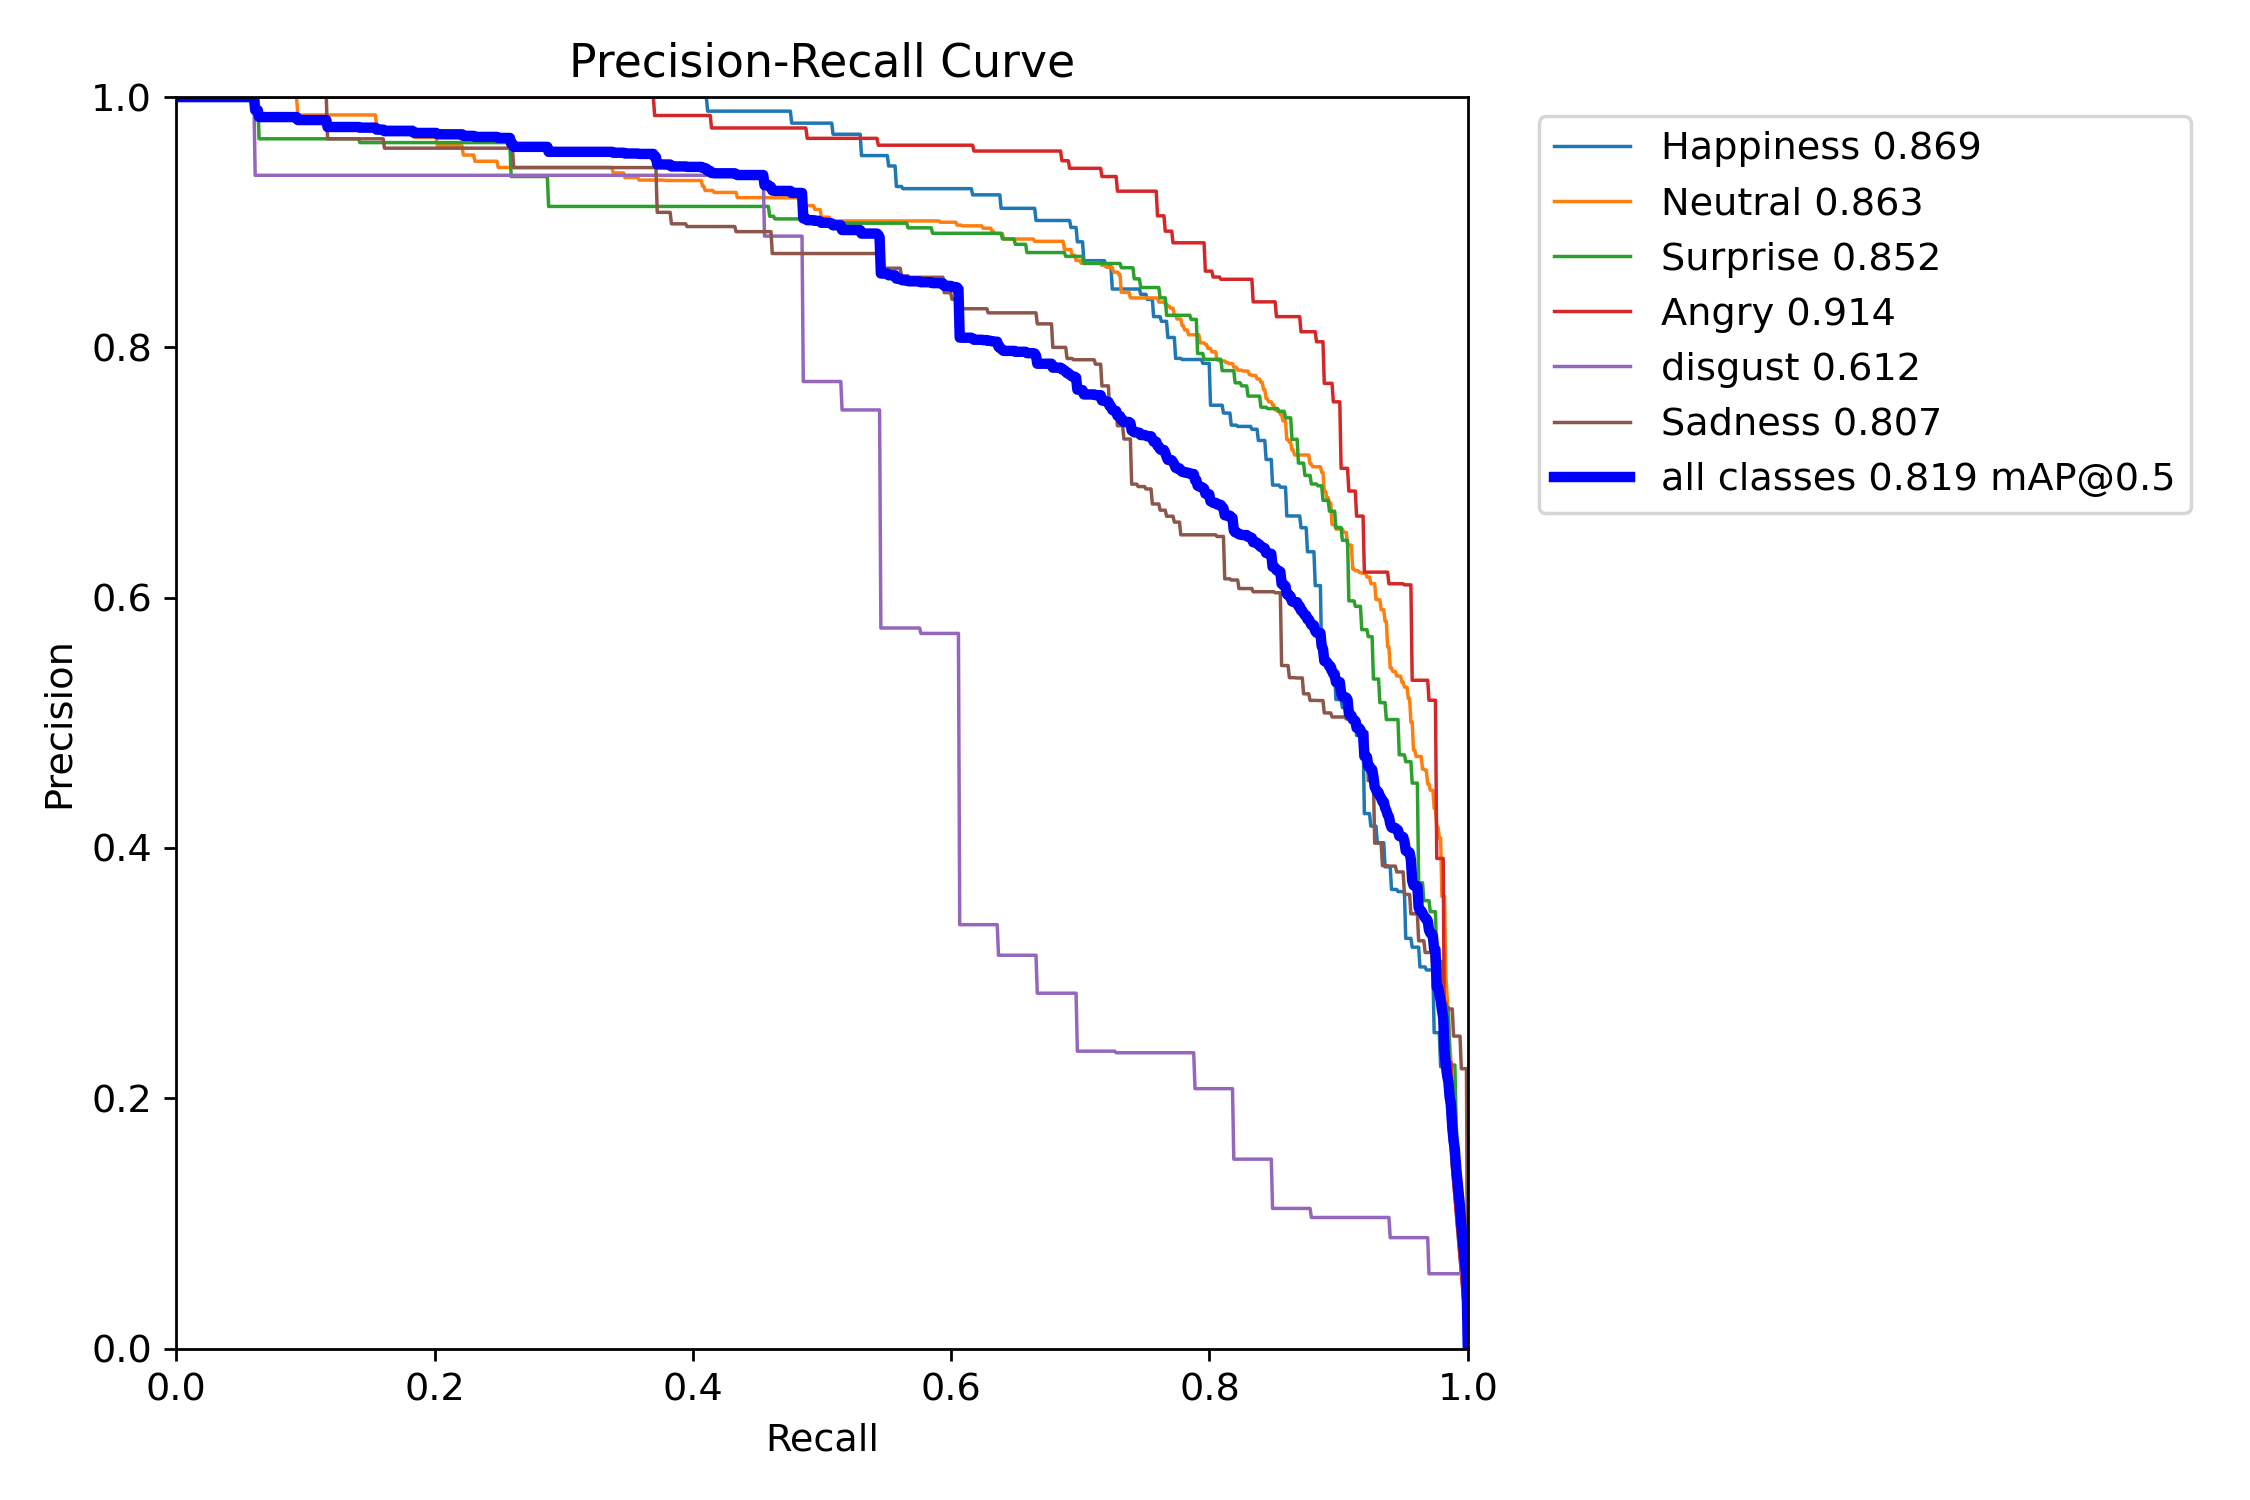 Precision-Recall Curve
1.0
0.8
0.6
0.4
0.2
0.0
Precision
0.0 0.2 0.4 0.6 0.8 1.0
Recall
Happiness 0.869
Neutral 0.863
Surprise 0.852
Angry 0.914
disgust 0.612
Sadness 0.807
all classes 0.819 mAP@0.5